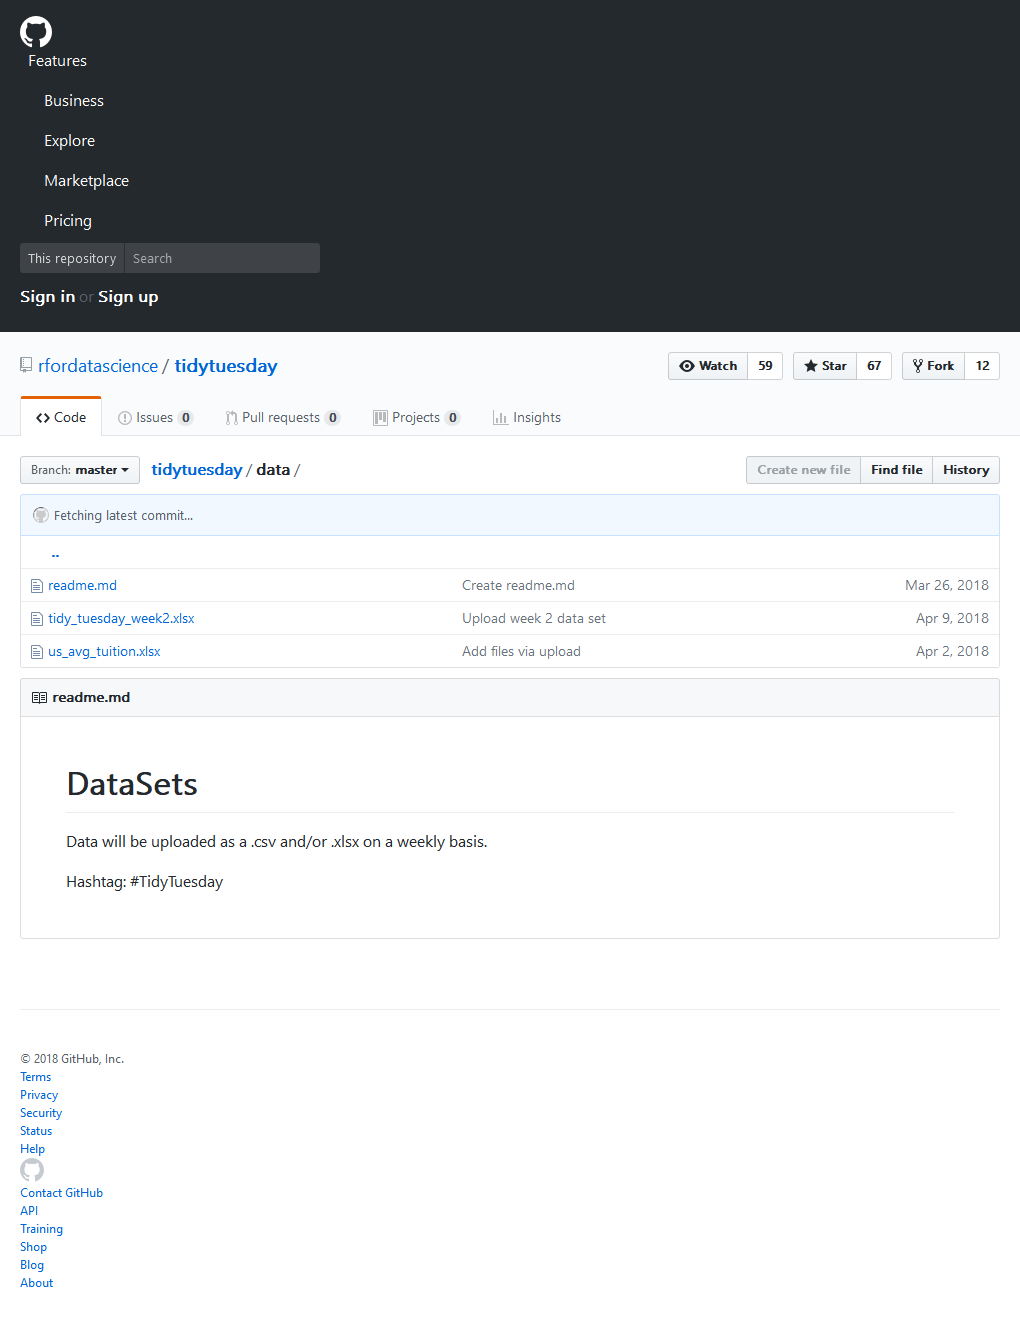 Features
Business
Explore
Marketplace
Pricing
This repository Search
Sign in or Sign up
rfordatascience / tidytuesday
Watch 59 Star 67 Fork 12
Code Issues 0 Pull requests 0 Projects 0 Insights
Branch: master tidytuesday / data / Create new file Find file History
Fetching latest commit...
..
readme.md Create readme.md Mar 26, 2018
tidy_tuesday_week2.xlsx Upload week 2 data set Apr 9, 2018
us_avg_tuition.xlsx Add files via upload Apr 2, 2018
readme.md
DataSets
Data will be uploaded as a .csv and/or .xlsx on a weekly basis.
Hashtag: #TidyTuesday
© 2018 GitHub, Inc.
Terms
Privacy
Security
Status
Help
Contact GitHub
API
Training
Shop
Blog
About